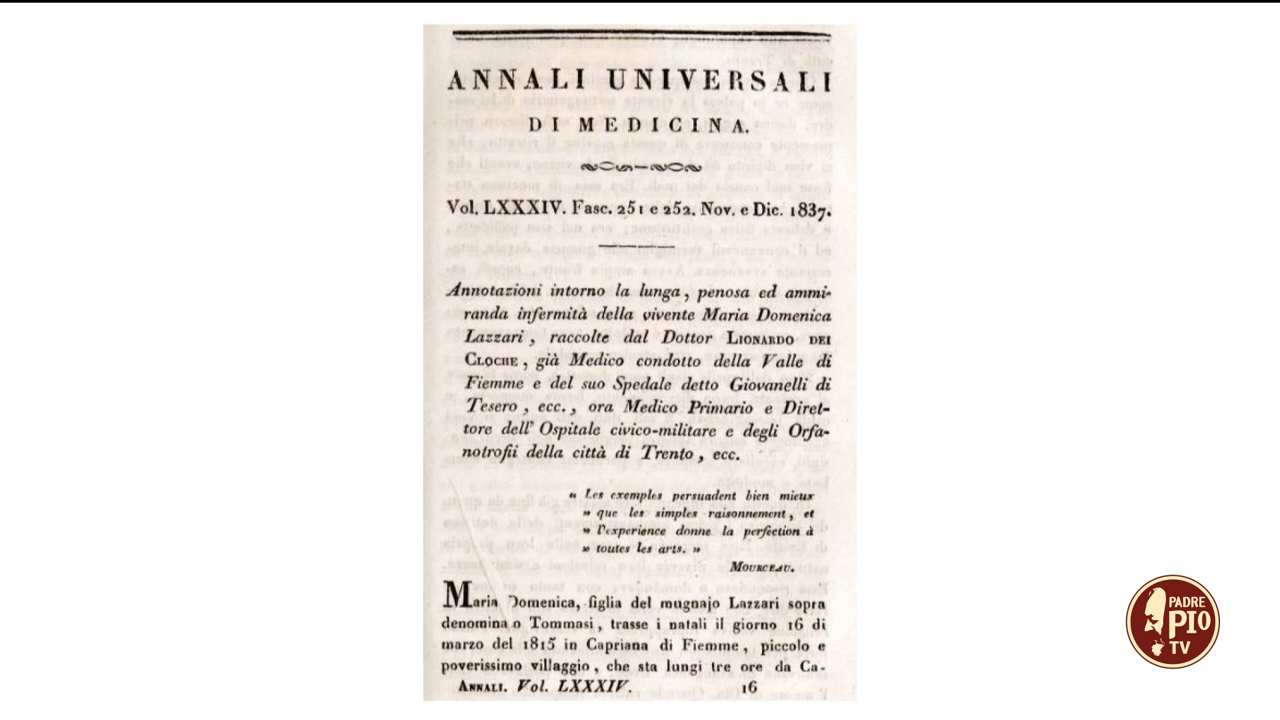 ANNALI UNIVERSALI
DI MEDICINA.
Vol. LXXXIV. Fasc. 251 e 252. Nov. e Dic. 1837.
Annotazioni intorno la lunga, penosa ed ammi-
randa infermità della vivente Maria Domenica
Lazzari, raccolte dal Dottor LIONARDO DEI
CLOCHE, già Medico condotto della Valle di
Fiemme e del suo Spedale detto Giovanelli di
Tesero, ecc., ora Medico Primario e Diret-
tore dell' Ospitale civico-militare e degli Orfa-
notrofii della città di Trento, ecc.
« Les exemples persuadent bien mieux
» que les simples raisonnement, et
» l'experience donne la perfection à
» toutes les arts. »
MOURCEAU.
Maria Domenica, figlia del mugnajo Lazzari sopra
denomina o Tommasi, trasse i natali il giorno 16 di
marzo del 1815 in Capriana di Fiemme, piccolo e
poverissimo villaggio, che sta lungi tre ore da Ca-
ANNALI. Vol. LXXXIV. 16
PADRE
PIO
TV